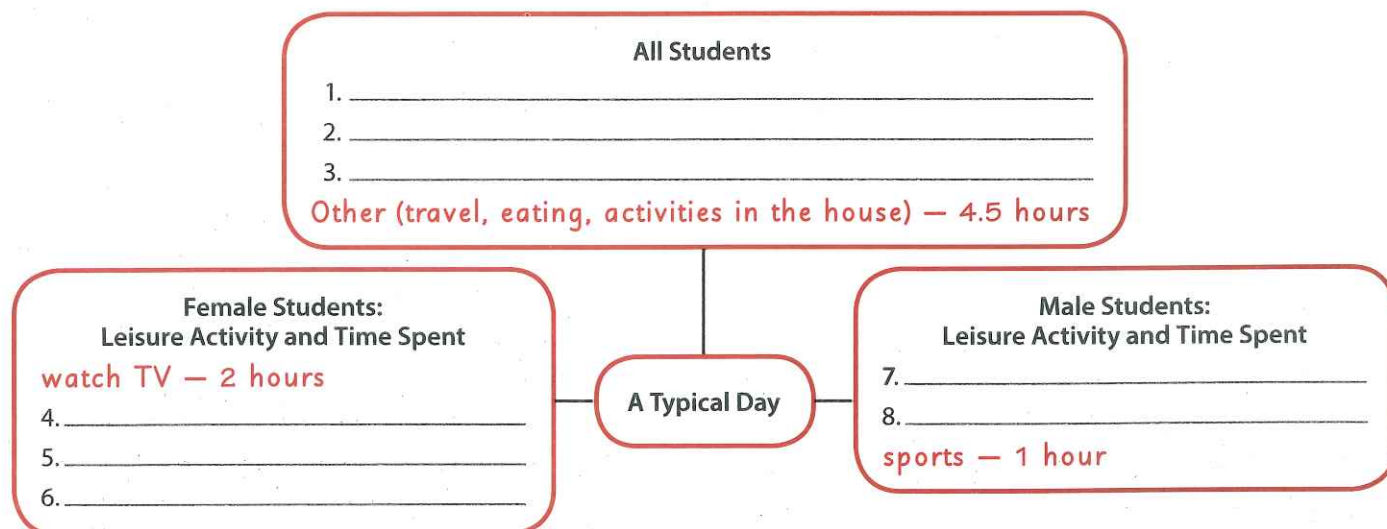 All Students
1.
2.
3.
Other (travel, eating, activities in the house) — 4.5 hours
Female Students:
Leisure Activity and Time Spent
watch TV — 2 hours
4.
5.
6.
A Typical Day
Male Students:
Leisure Activity and Time Spent
7.
8.
sports — 1 hour